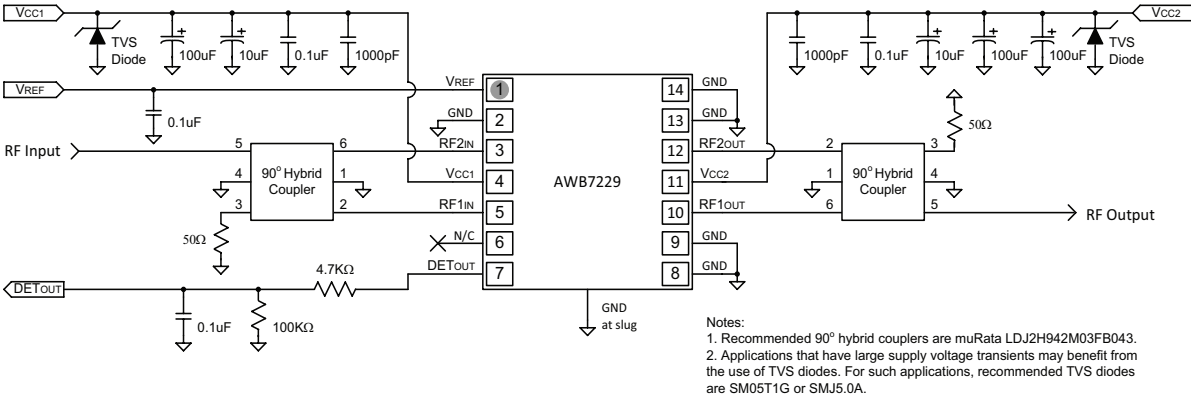 VCC1
TVS
Diode
100uF
10uF
0.1uF
1000pF
VCC2
1000pF
0.1uF
10uF
100uF
100uF
TVS
Diode
VREF
0.1uF
RF Input
5
6
4
1
3
2
90° Hybrid
Coupler
50Ω
DETOUT
0.1uF
100KΩ
4.7KΩ
VREF
1
GND
2
RF2IN
3
VCC1
4
RF1IN
5
N/C
6
DETOUT
7
AWB7229
14
GND
13
GND
12
RF2OUT
11
VCC2
10
RF1OUT
9
GND
8
GND
GND
at slug
2
3
1
4
6
5
90° Hybrid
Coupler
50Ω
RF Output
Notes:
1. Recommended 90° hybrid couplers are muRata LDJ2H942M03FB043.
2. Applications that have large supply voltage transients may benefit from
the use of TVS diodes. For such applications, recommended TVS diodes
are SM05T1G or SMJ5.0A.